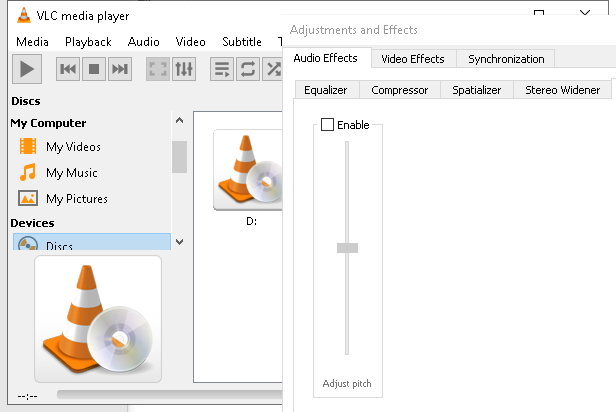 VLC media player
Media Playback Audio Video Subtitle T
Discs
My Computer
My Videos
My Music
My Pictures
Devices
Discs
--:--
D:
Adjustments and Effects
Audio Effects Video Effects Synchronization
Equalizer Compressor Spatializer Stereo Widener
Enable
Adjust pitch